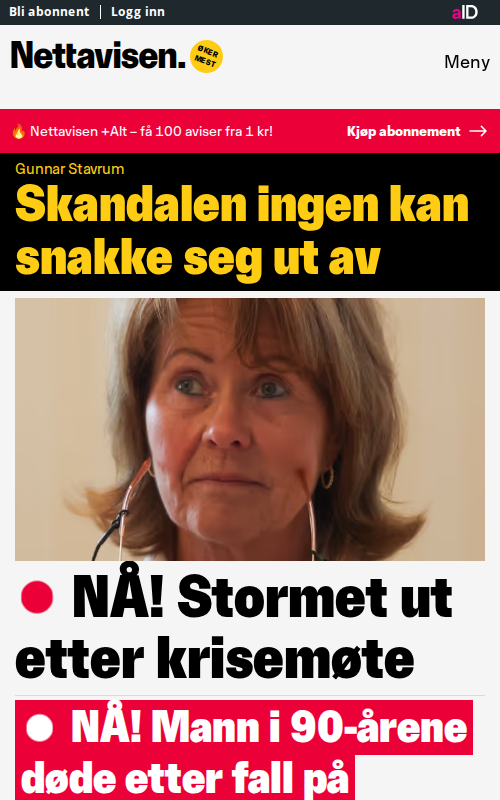 Bli abonnent | Logg inn
aID
Nettavisen.
ØKER
MEST
Meny
🔥 Nettavisen +Alt – få 100 aviser fra 1 kr!
Kjøp abonnement →
Gunnar Stavrum
Skandalen ingen kan
snakke seg ut av
NÅ! Stormet ut
etter krisemøte
NÅ! Mann i 90-årene
døde etter fall på